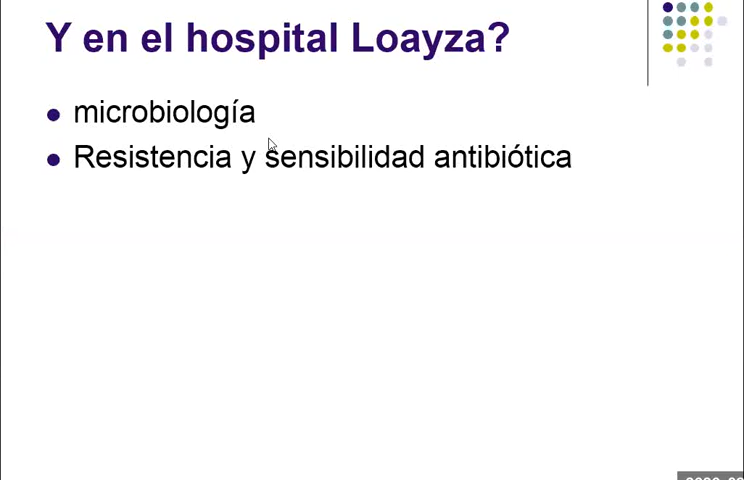 Y en el hospital Loayza?
microbiología
Resistencia y sensibilidad antibiótica